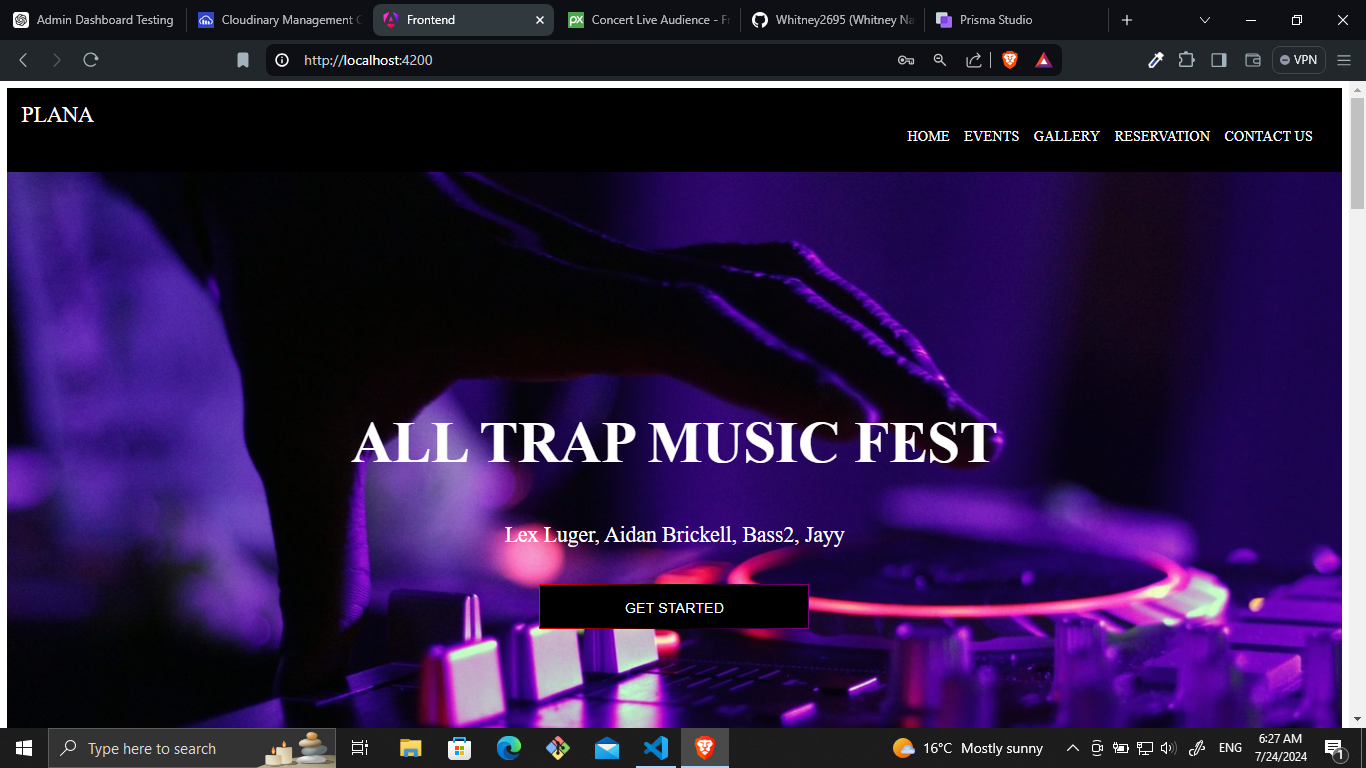 Admin Dashboard Testing
Cloudinary Management C
Frontend
Concert Live Audience - Fr
Whitney2695 (Whitney Na
Prisma Studio
http://localhost:4200
VPN
PLANA
HOME EVENTS GALLERY RESERVATION CONTACT US
ALL TRAP MUSIC FEST
Lex Luger, Aidan Brickell, Bass2, Jayy
GET STARTED
Type here to search
16°C Mostly sunny
ENG
6:27 AM
7/24/2024
1